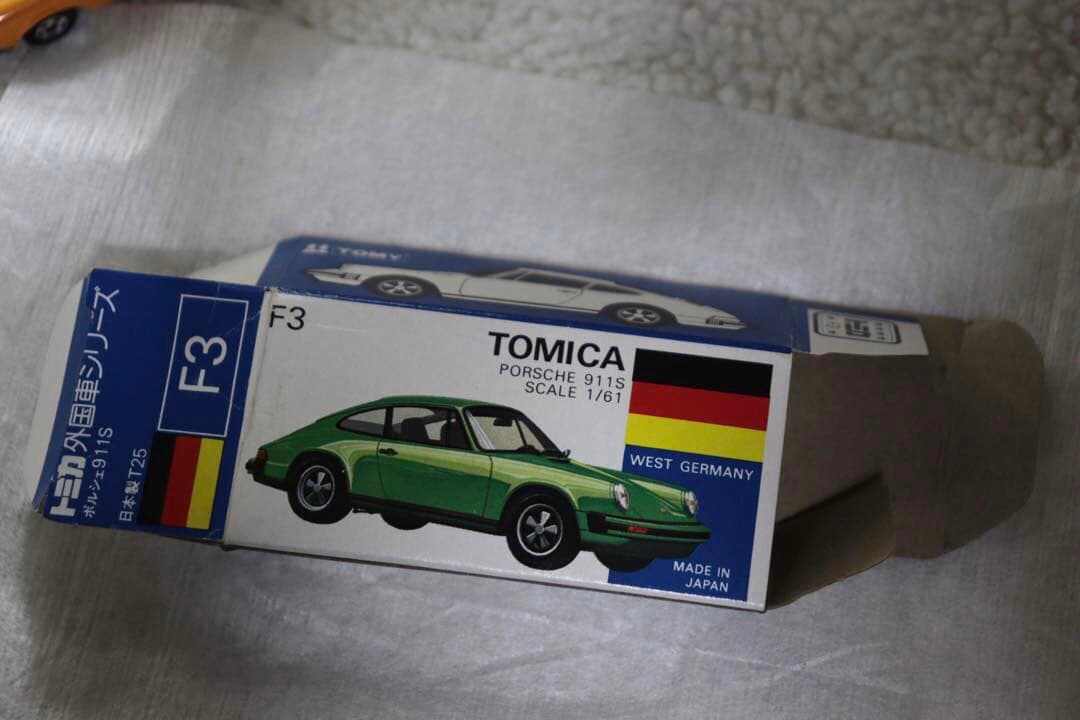 TOMY
F3
TOMICA
PORSCHE 911S
SCALE 1/61
WEST GERMANY
MADE IN
JAPAN
F3
トミカ外国車シリーズ
ポルシェ911S
日本製T25